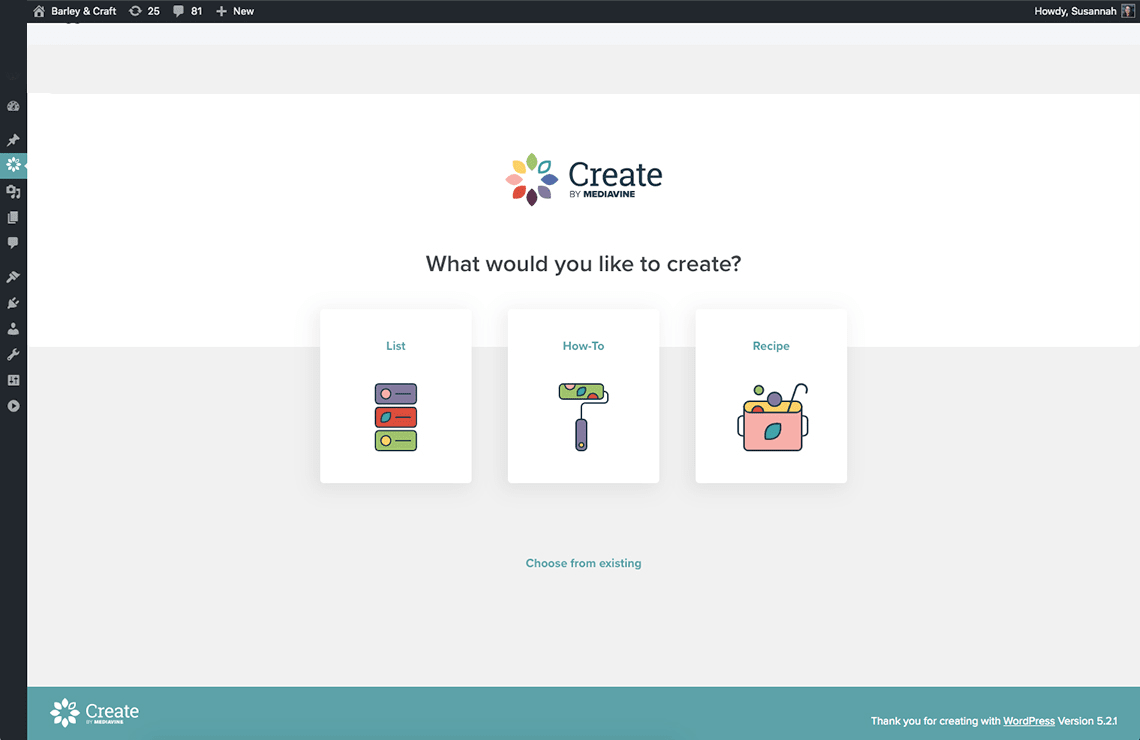 Barley & Craft 25 81 New Howdy, Susannah
Create
BY MEDIAVINE
What would you like to create?
List How-To Recipe
Choose from existing
Create
BY MEDIAVINE
Thank you for creating with WordPress Version 5.2.1